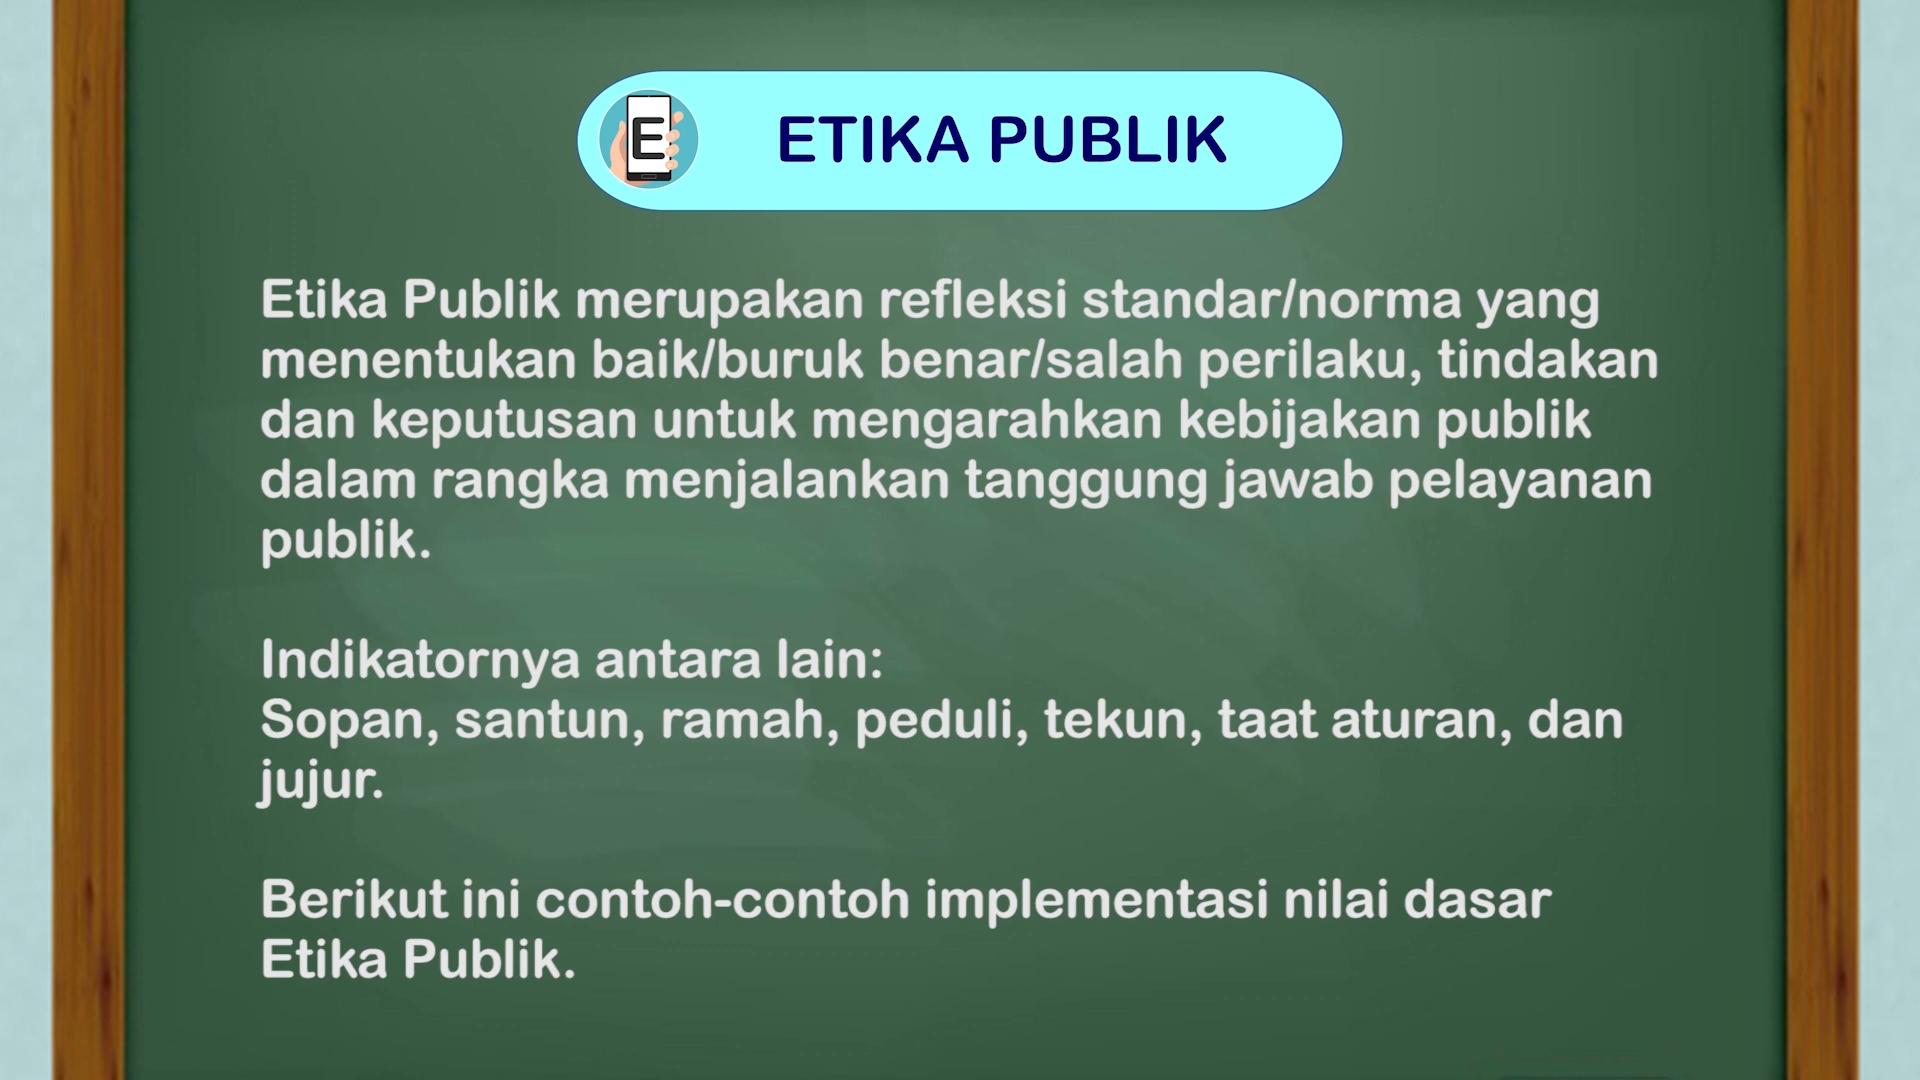 E
ETIKA PUBLIK
Etika Publik merupakan refleksi standar/norma yang
menentukan baik/buruk benar/salah perilaku, tindakan
dan keputusan untuk mengarahkan kebijakan publik
dalam rangka menjalankan tanggung jawab pelayanan
publik.
Indikatornya antara lain:
Sopan, santun, ramah, peduli, tekun, taat aturan, dan
jujur.
Berikut ini contoh-contoh implementasi nilai dasar
Etika Publik.